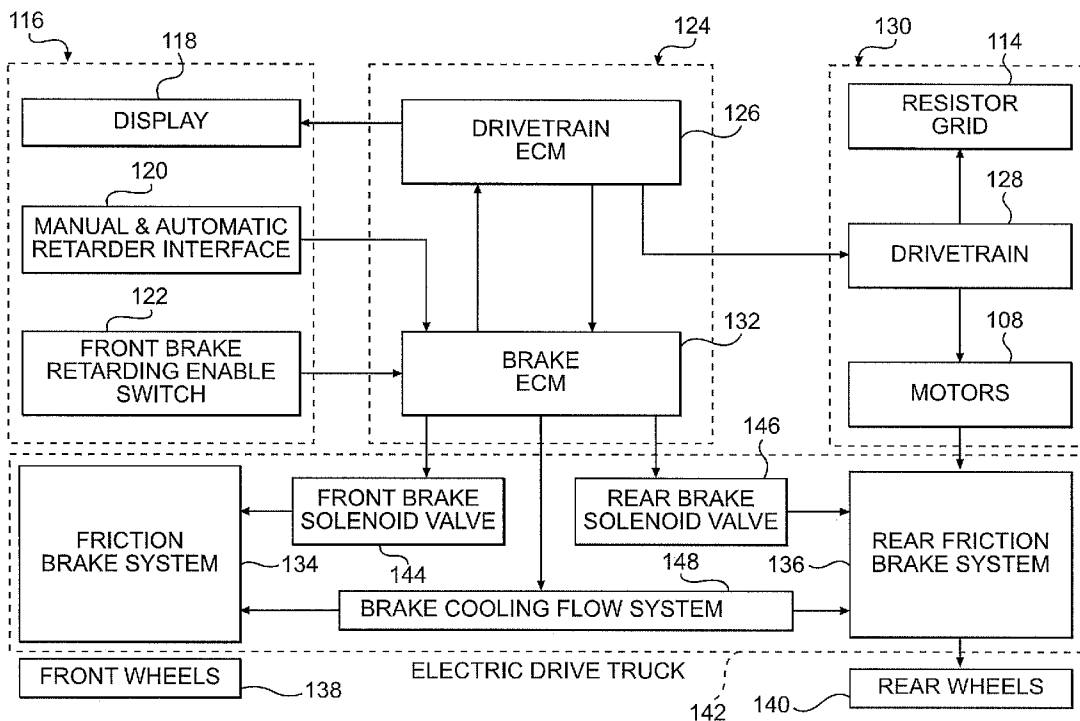 116
118
124
130
114
DISPLAY
DRIVETRAIN
ECM
126
RESISTOR
GRID
120
128
MANUAL & AUTOMATIC
RETARDER INTERFACE
DRIVETRAIN
122
132
108
FRONT BRAKE
RETARDING ENABLE
SWITCH
BRAKE
ECM
MOTORS
146
FRICTION
BRAKE SYSTEM
134
FRONT BRAKE
SOLENOID VALVE
144
REAR BRAKE
SOLENOID VALVE
136
REAR FRICTION
BRAKE SYSTEM
148
BRAKE COOLING FLOW SYSTEM
FRONT WHEELS
138
ELECTRIC DRIVE TRUCK
142
140
REAR WHEELS